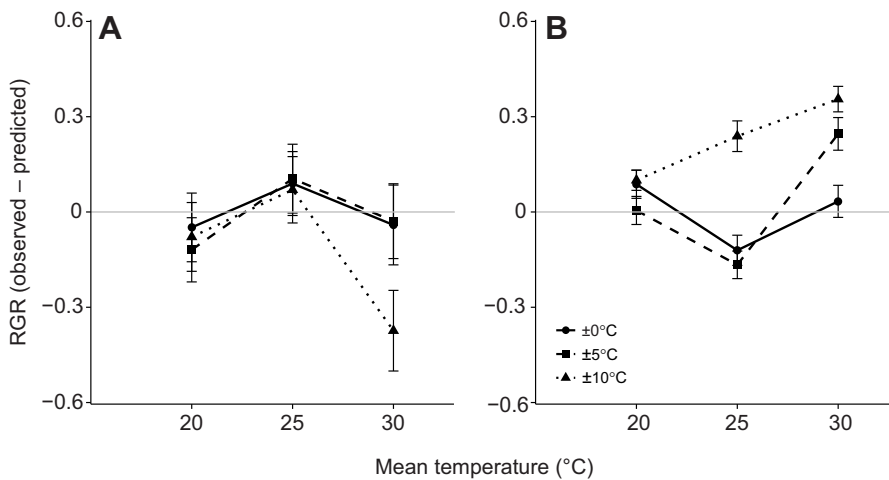 A
B
0.6
0.3
0
−0.3
−0.6
0.6
0.3
0
−0.3
−0.6
RGR (observed – predicted)
±0°C
±5°C
±10°C
20 25 30
20 25 30
Mean temperature (°C)